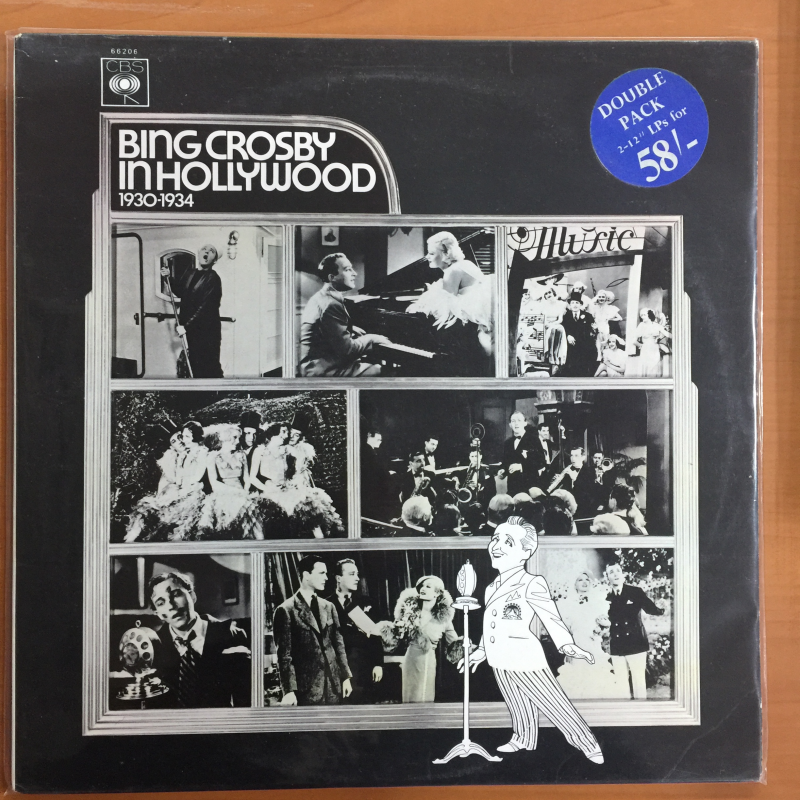 66206
CBS
BING CROSBY
IN HOLLYWOOD
1930-1934
DOUBLE
PACK
2-12" LPs for
58/-
Music